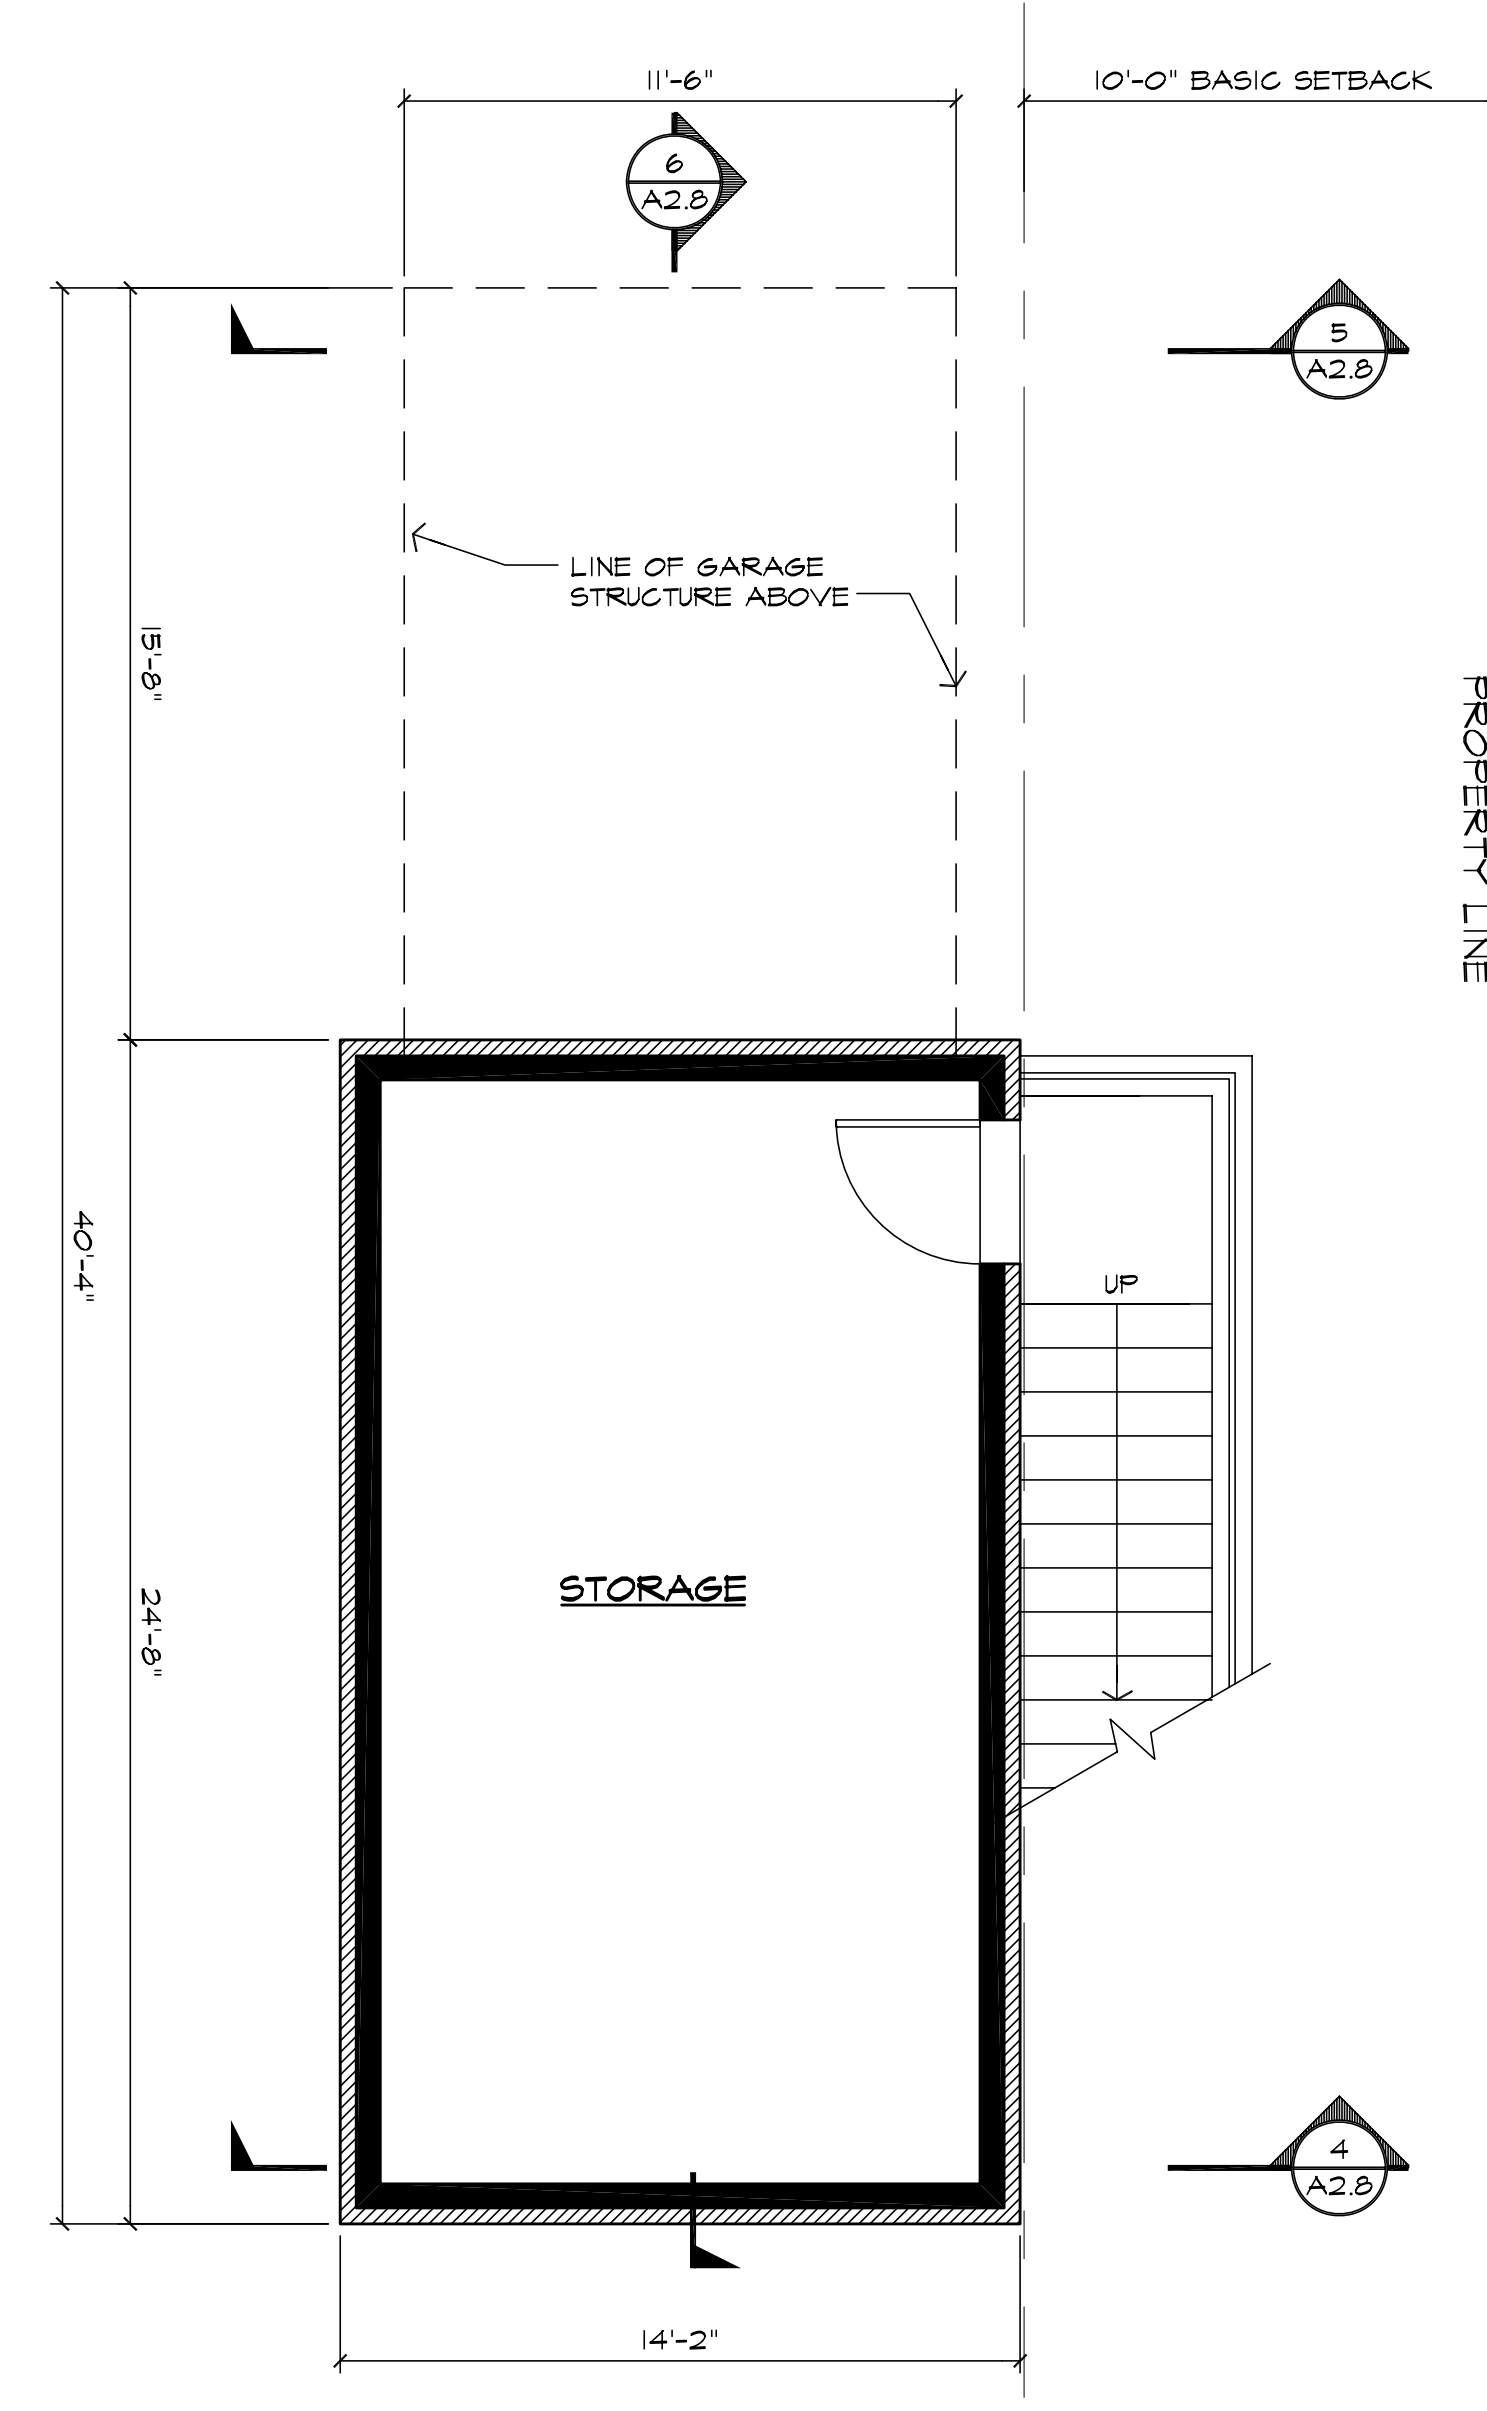 11'-6"
10'-0" BASIC SETBACK
6
A2.8
5
A2.8
LINE OF GARAGE
STRUCTURE ABOVE
15'-8"
PROPERTY LINE
40'-4"
UP
STORAGE
24'-8"
4
A2.8
14'-2"